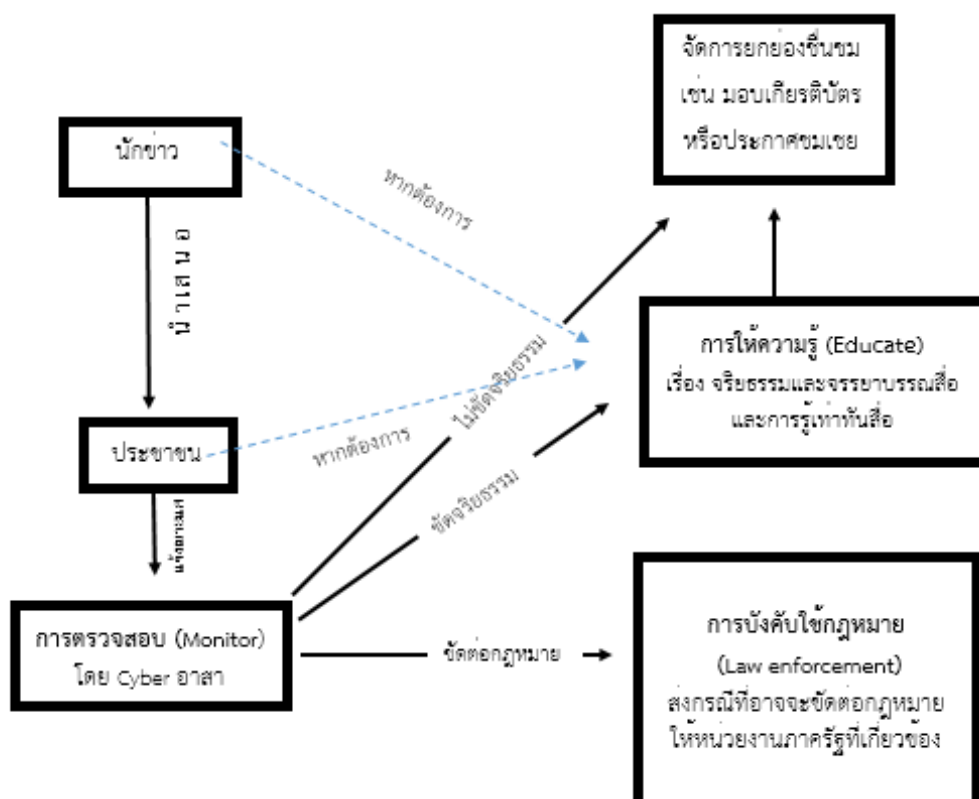 จัดการยกย่องชื่นชม
เช่น มอบเกียรติบัตร
หรือประกาศชมเชย
นักข่าว
หากต้องการ
นำเสนอ
การให้ความรู้ (Educate)
เรื่อง จริยธรรมและจรรยาบรรณสื่อ
และการรู้เท่าทันสื่อ
ไม่ขัดจริยธรรม
ประชาชน
หากต้องการ
ขัดจริยธรรม
การตรวจสอบ (Monitor)
โดย Cyber อาสา
ขัดต่อกฎหมาย
การบังคับใช้กฎหมาย
(Law enforcement)
ส่งกรณีที่อาจจะขัดต่อกฎหมาย
ให้หน่วยงานภาครัฐที่เกี่ยวข้อง